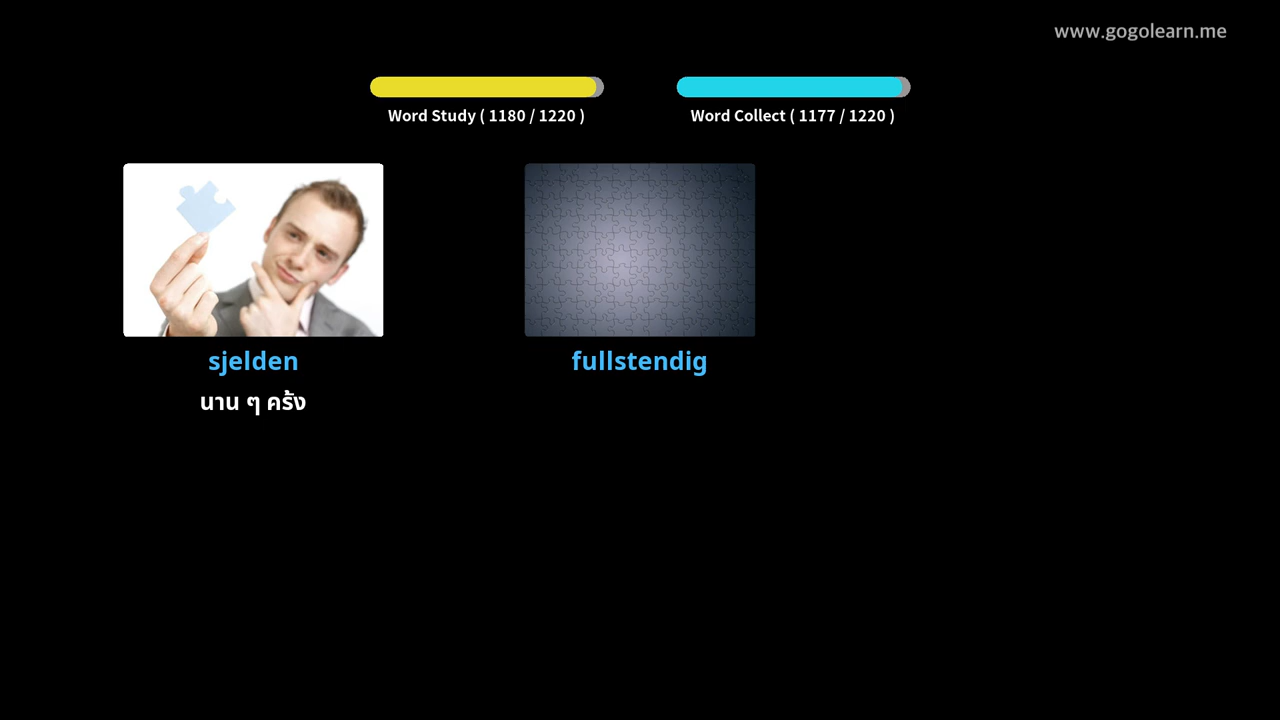 www.gogolearn.me
Word Study ( 1180 / 1220 )
Word Collect ( 1177 / 1220 )
sjelden
fullstendig
นาน ๆ ครั้ง